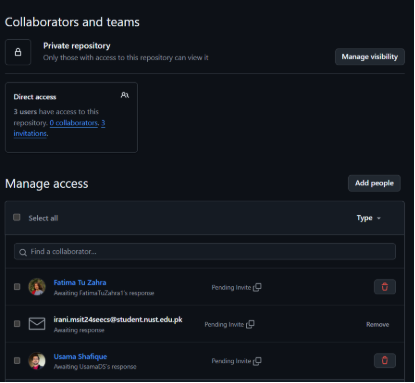 Collaborators and teams
Private repository
Only those with access to this repository can view it
Manage visibility
Direct access
3 users have access to this
repository. 0 collaborators. 3
invitations.
Manage access
Add people
Select all
Type
Find a collaborator...
Fatima Tu Zahra
Awaiting FatimaTuZahra1's response
Pending Invite
irani.msit24seecs@student.nust.edu.pk
Awaiting response
Pending Invite
Remove
Usama Shafique
Awaiting UsamaDS's response
Pending Invite